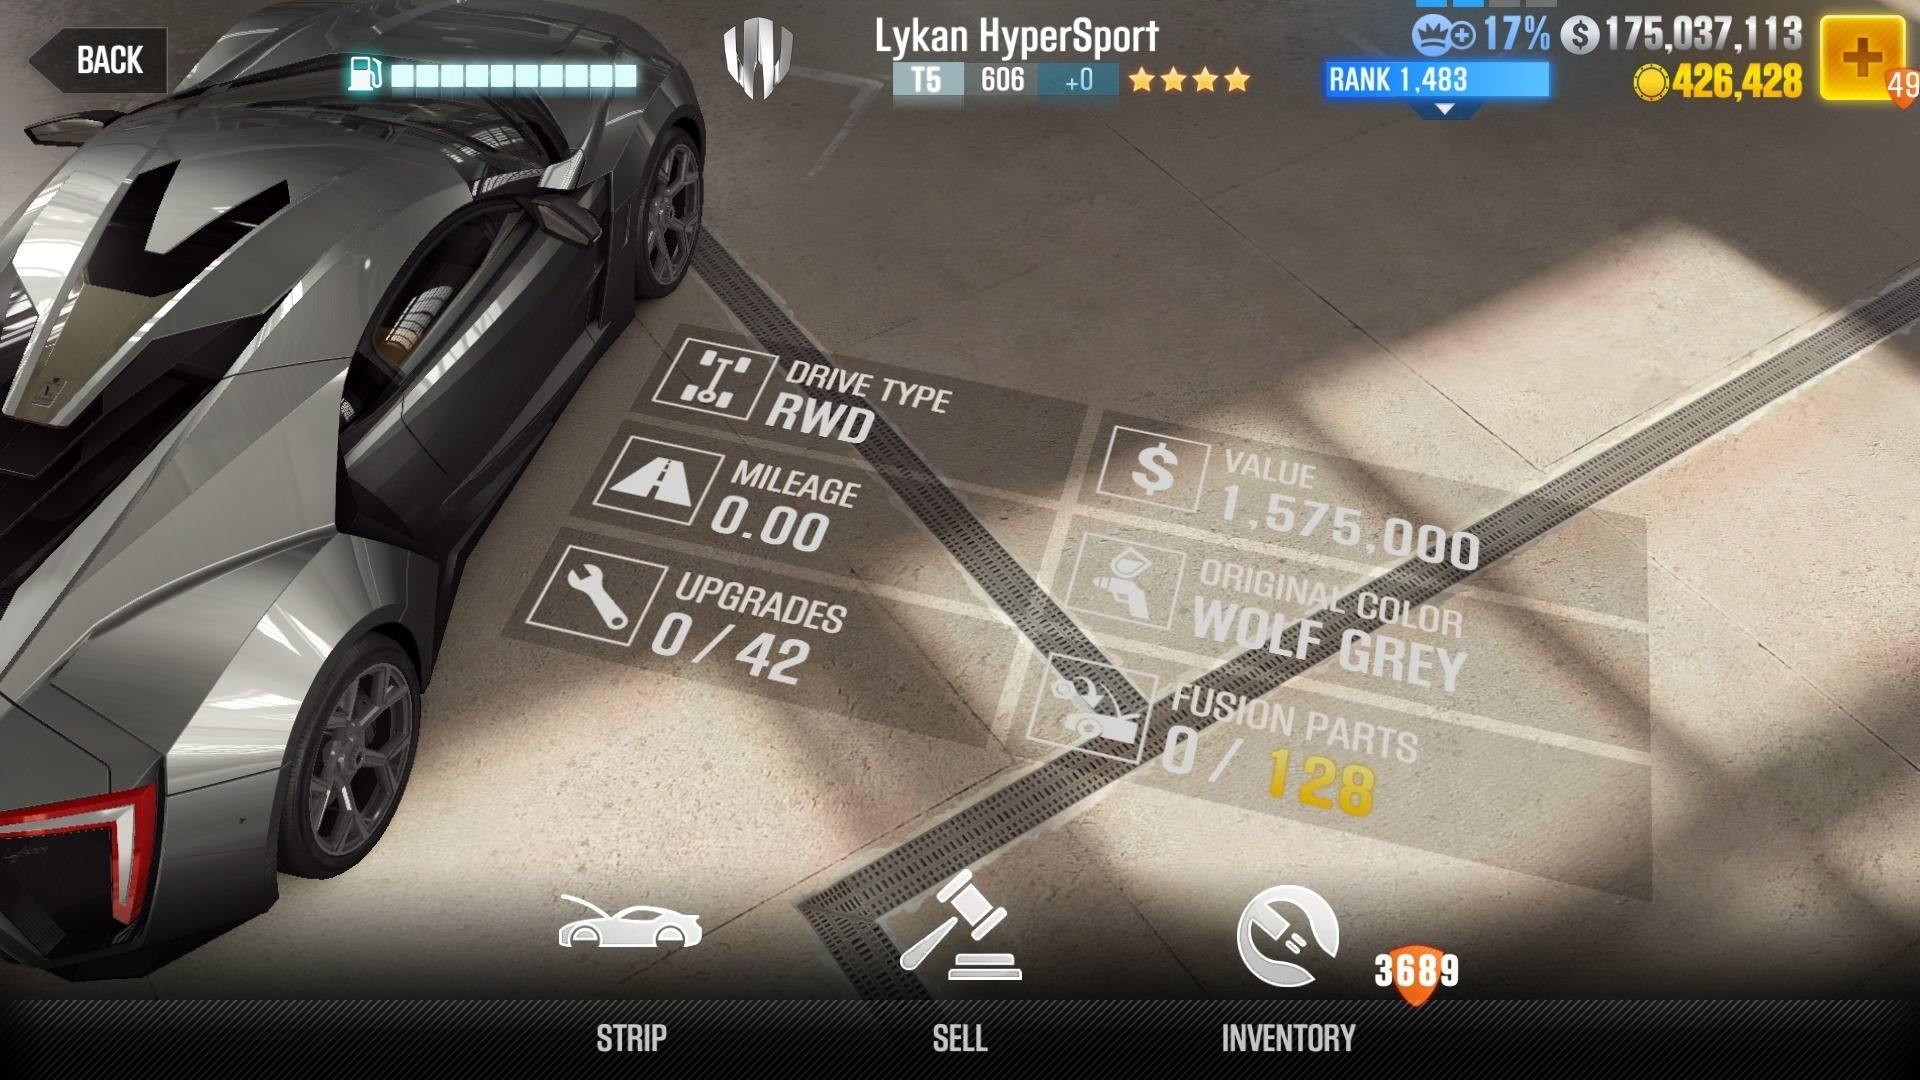 BACK
Lykan HyperSport
T5 606 +0
17%
RANK 1,483
$ 175,037,113
426,428
49
DRIVE TYPE
RWD
MILEAGE
0.00
UPGRADES
0/42
$ VALUE
1,575,000
ORIGINAL COLOR
WOLF GREY
FUSION PARTS
0/128
STRIP
SELL
INVENTORY
3689